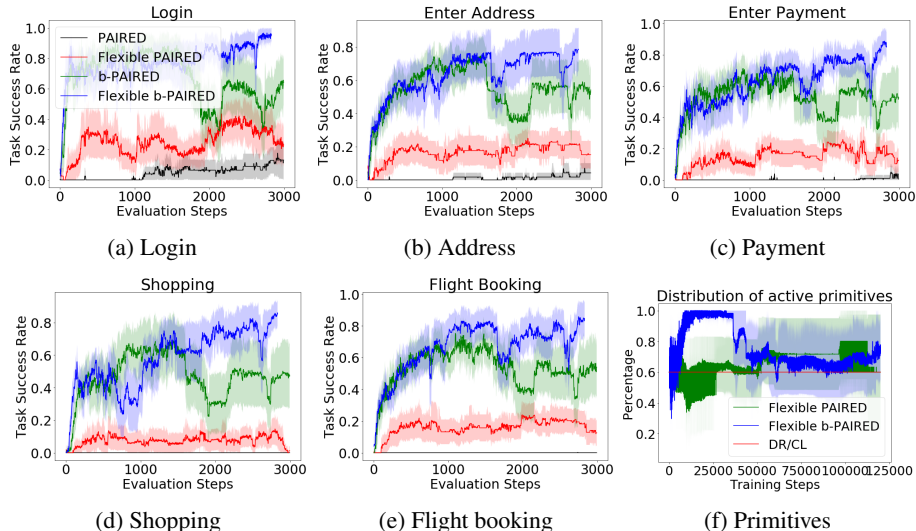 Login
Enter Address
Enter Payment
1.0
0.8
0.6
0.4
0.2
0.0
Task Success Rate
PAIRED
Flexible PAIRED
b-PAIRED
Flexible b-PAIRED
0 1000 2000 3000
Evaluation Steps
1.0
0.8
0.6
0.4
0.2
0.0
Task Success Rate
0 1000 2000 3000
Evaluation Steps
1.0
0.8
0.6
0.4
0.2
0.0
Task Success Rate
0 1000 2000 3000
Evaluation Steps
(a) Login
(b) Address
(c) Payment
Shopping
Flight Booking
Distribution of active primitives
0.8
0.6
0.4
0.2
0.0
Task Success Rate
0 1000 2000 3000
Evaluation Steps
1.0
0.8
0.6
0.4
0.2
0.0
Task Success Rate
0 1000 2000 3000
Evaluation Steps
1.0
0.8
0.6
0.4
0.2
Percentage
Flexible PAIRED
Flexible b-PAIRED
DR/CL
0 25000 50000 75000 100000 125000
Training Steps
(d) Shopping
(e) Flight booking
(f) Primitives